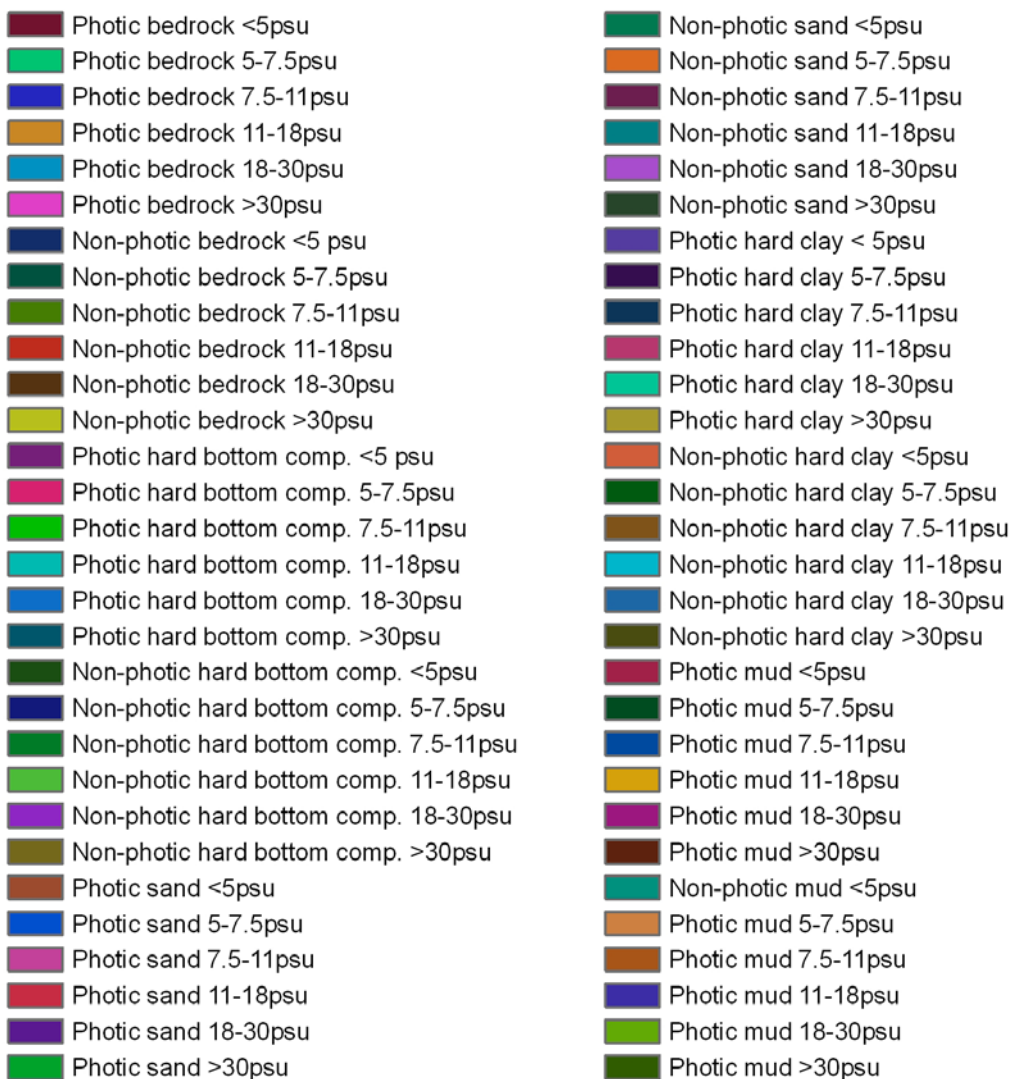 Photic bedrock <5psu
Photic bedrock 5-7.5psu
Photic bedrock 7.5-11psu
Photic bedrock 11-18psu
Photic bedrock 18-30psu
Photic bedrock >30psu
Non-photic bedrock <5 psu
Non-photic bedrock 5-7.5psu
Non-photic bedrock 7.5-11psu
Non-photic bedrock 11-18psu
Non-photic bedrock 18-30psu
Non-photic bedrock >30psu
Photic hard bottom comp. <5 psu
Photic hard bottom comp. 5-7.5psu
Photic hard bottom comp. 7.5-11psu
Photic hard bottom comp. 11-18psu
Photic hard bottom comp. 18-30psu
Photic hard bottom comp. >30psu
Non-photic hard bottom comp. <5psu
Non-photic hard bottom comp. 5-7.5psu
Non-photic hard bottom comp. 7.5-11psu
Non-photic hard bottom comp. 11-18psu
Non-photic hard bottom comp. 18-30psu
Non-photic hard bottom comp. >30psu
Photic sand <5psu
Photic sand 5-7.5psu
Photic sand 7.5-11psu
Photic sand 11-18psu
Photic sand 18-30psu
Photic sand >30psu
Non-photic sand <5psu
Non-photic sand 5-7.5psu
Non-photic sand 7.5-11psu
Non-photic sand 11-18psu
Non-photic sand 18-30psu
Non-photic sand >30psu
Photic hard clay < 5psu
Photic hard clay 5-7.5psu
Photic hard clay 7.5-11psu
Photic hard clay 11-18psu
Photic hard clay 18-30psu
Photic hard clay >30psu
Non-photic hard clay <5psu
Non-photic hard clay 5-7.5psu
Non-photic hard clay 7.5-11psu
Non-photic hard clay 11-18psu
Non-photic hard clay 18-30psu
Non-photic hard clay >30psu
Photic mud <5psu
Photic mud 5-7.5psu
Photic mud 7.5-11psu
Photic mud 11-18psu
Photic mud 18-30psu
Photic mud >30psu
Non-photic mud <5psu
Photic mud 5-7.5psu
Photic mud 7.5-11psu
Photic mud 11-18psu
Photic mud 18-30psu
Photic mud >30psu